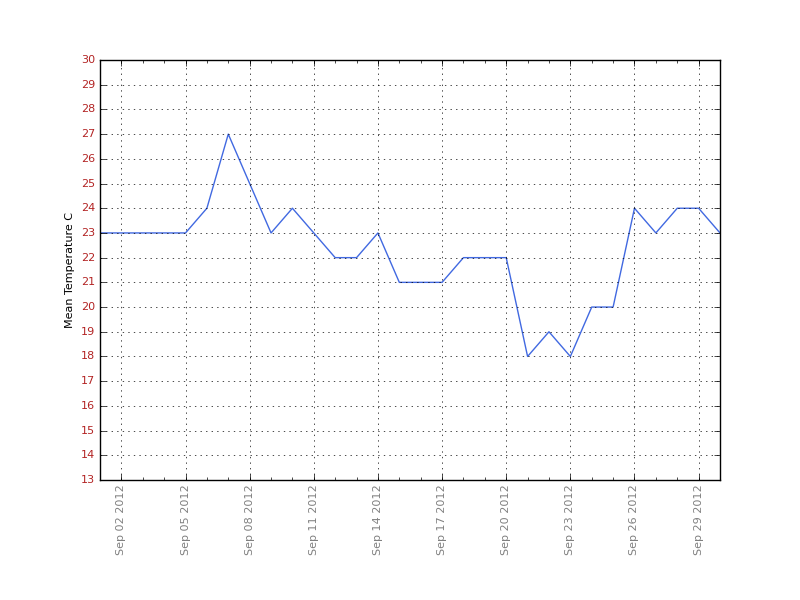 30
29
28
27
26
25
24
23
22
21
20
19
18
17
16
15
14
13
Mean Temperature C
Sep 02 2012
Sep 05 2012
Sep 08 2012
Sep 11 2012
Sep 14 2012
Sep 17 2012
Sep 20 2012
Sep 23 2012
Sep 26 2012
Sep 29 2012